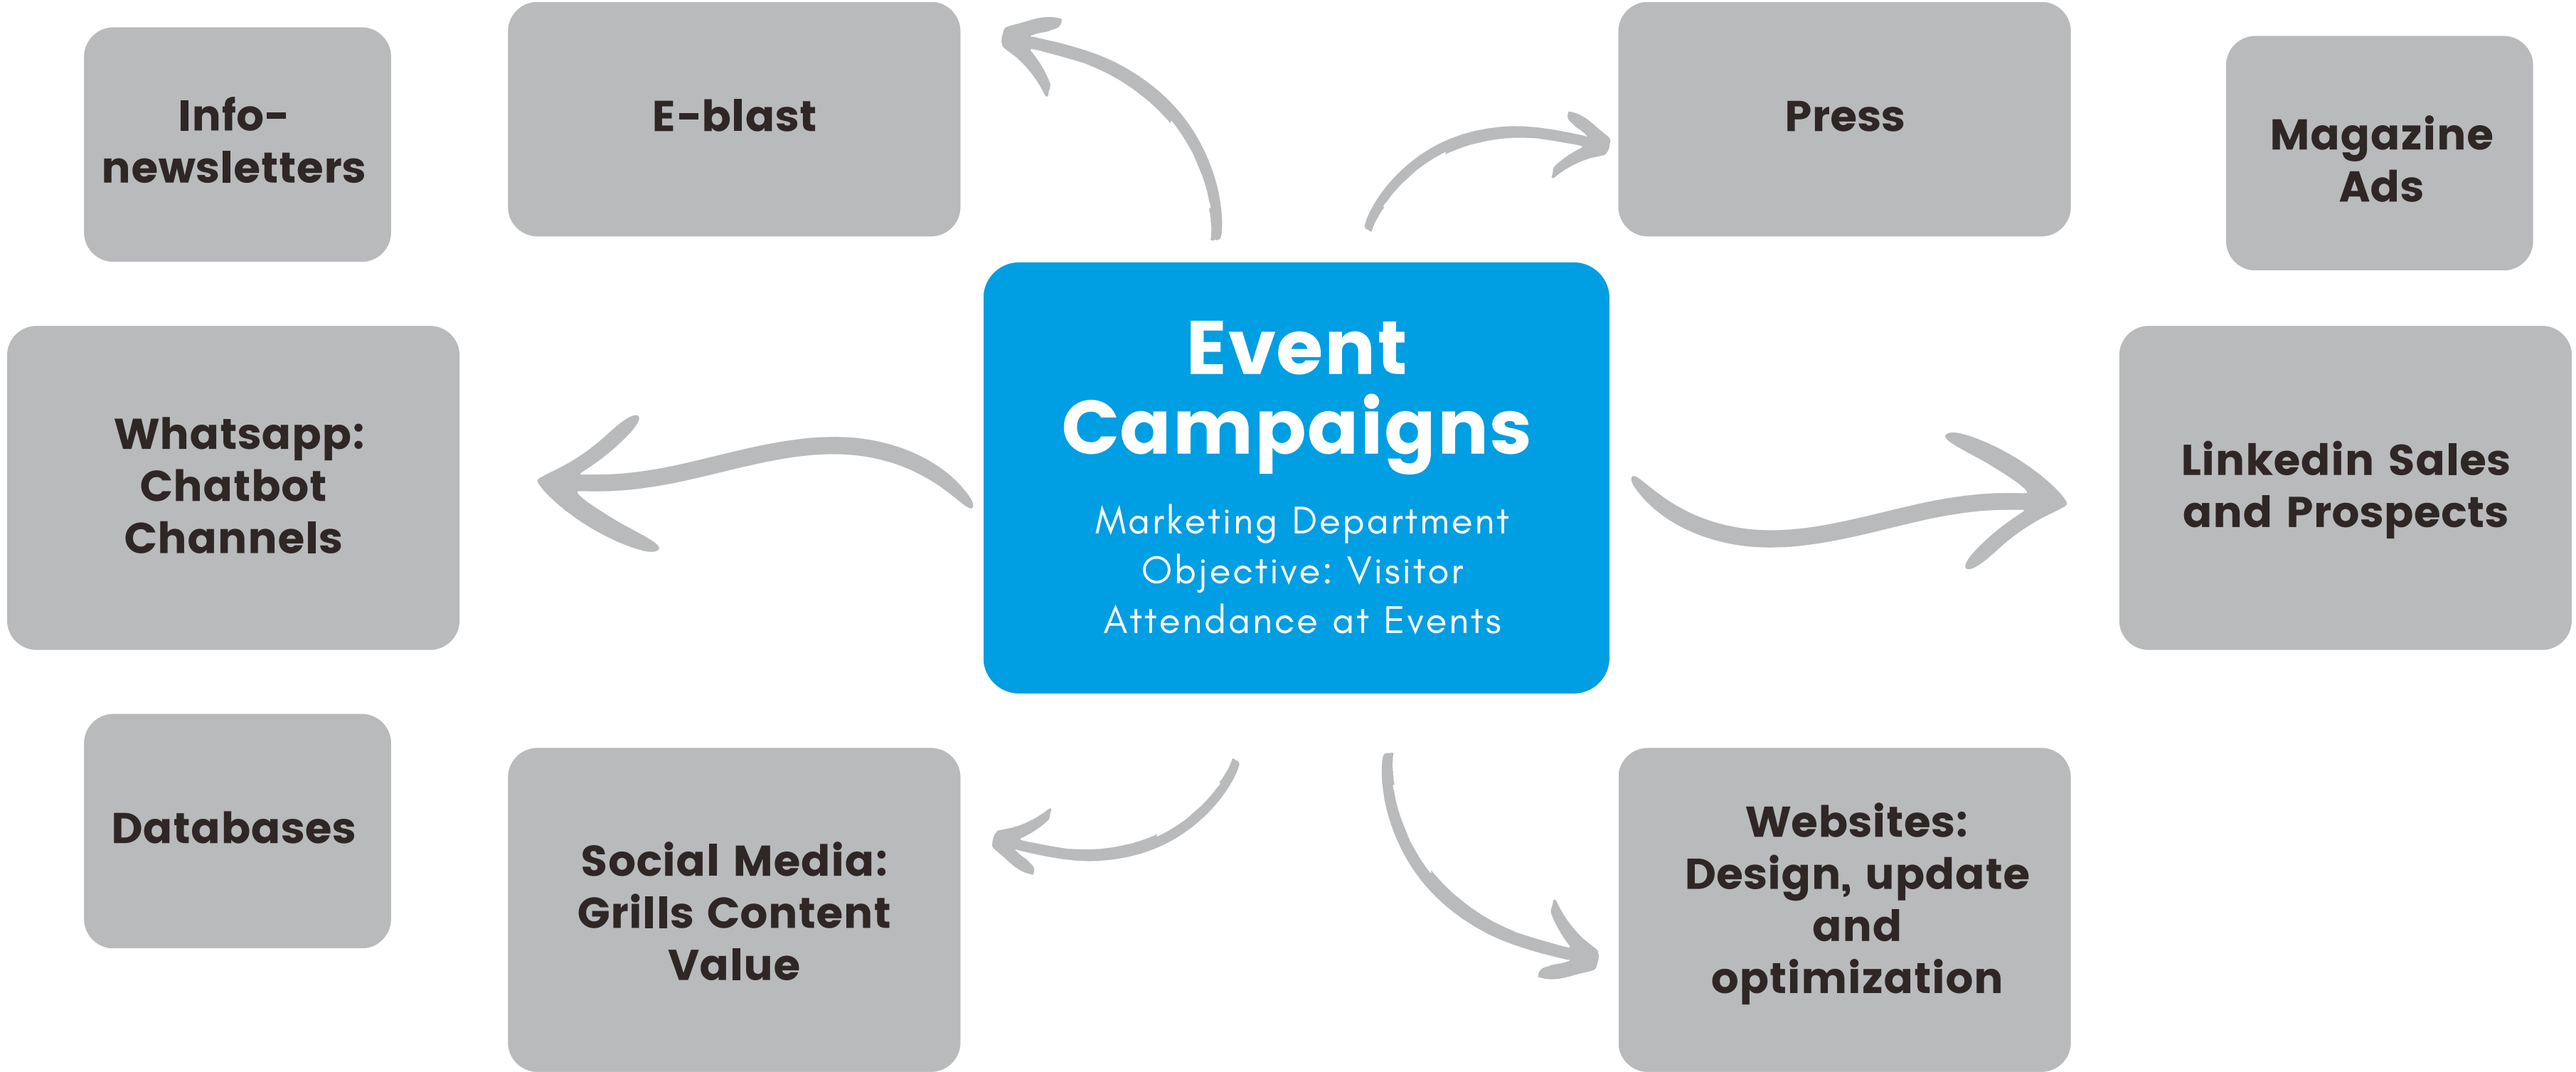 Info-
newsletters
E-blast
Press
Magazine
Ads
Event
Campaigns
Marketing Department
Objective: Visitor
Attendance at Events
Whatsapp:
Chatbot
Channels
Linkedin Sales
and Prospects
Databases
Social Media:
Grills Content
Value
Websites:
Design, update
and
optimization